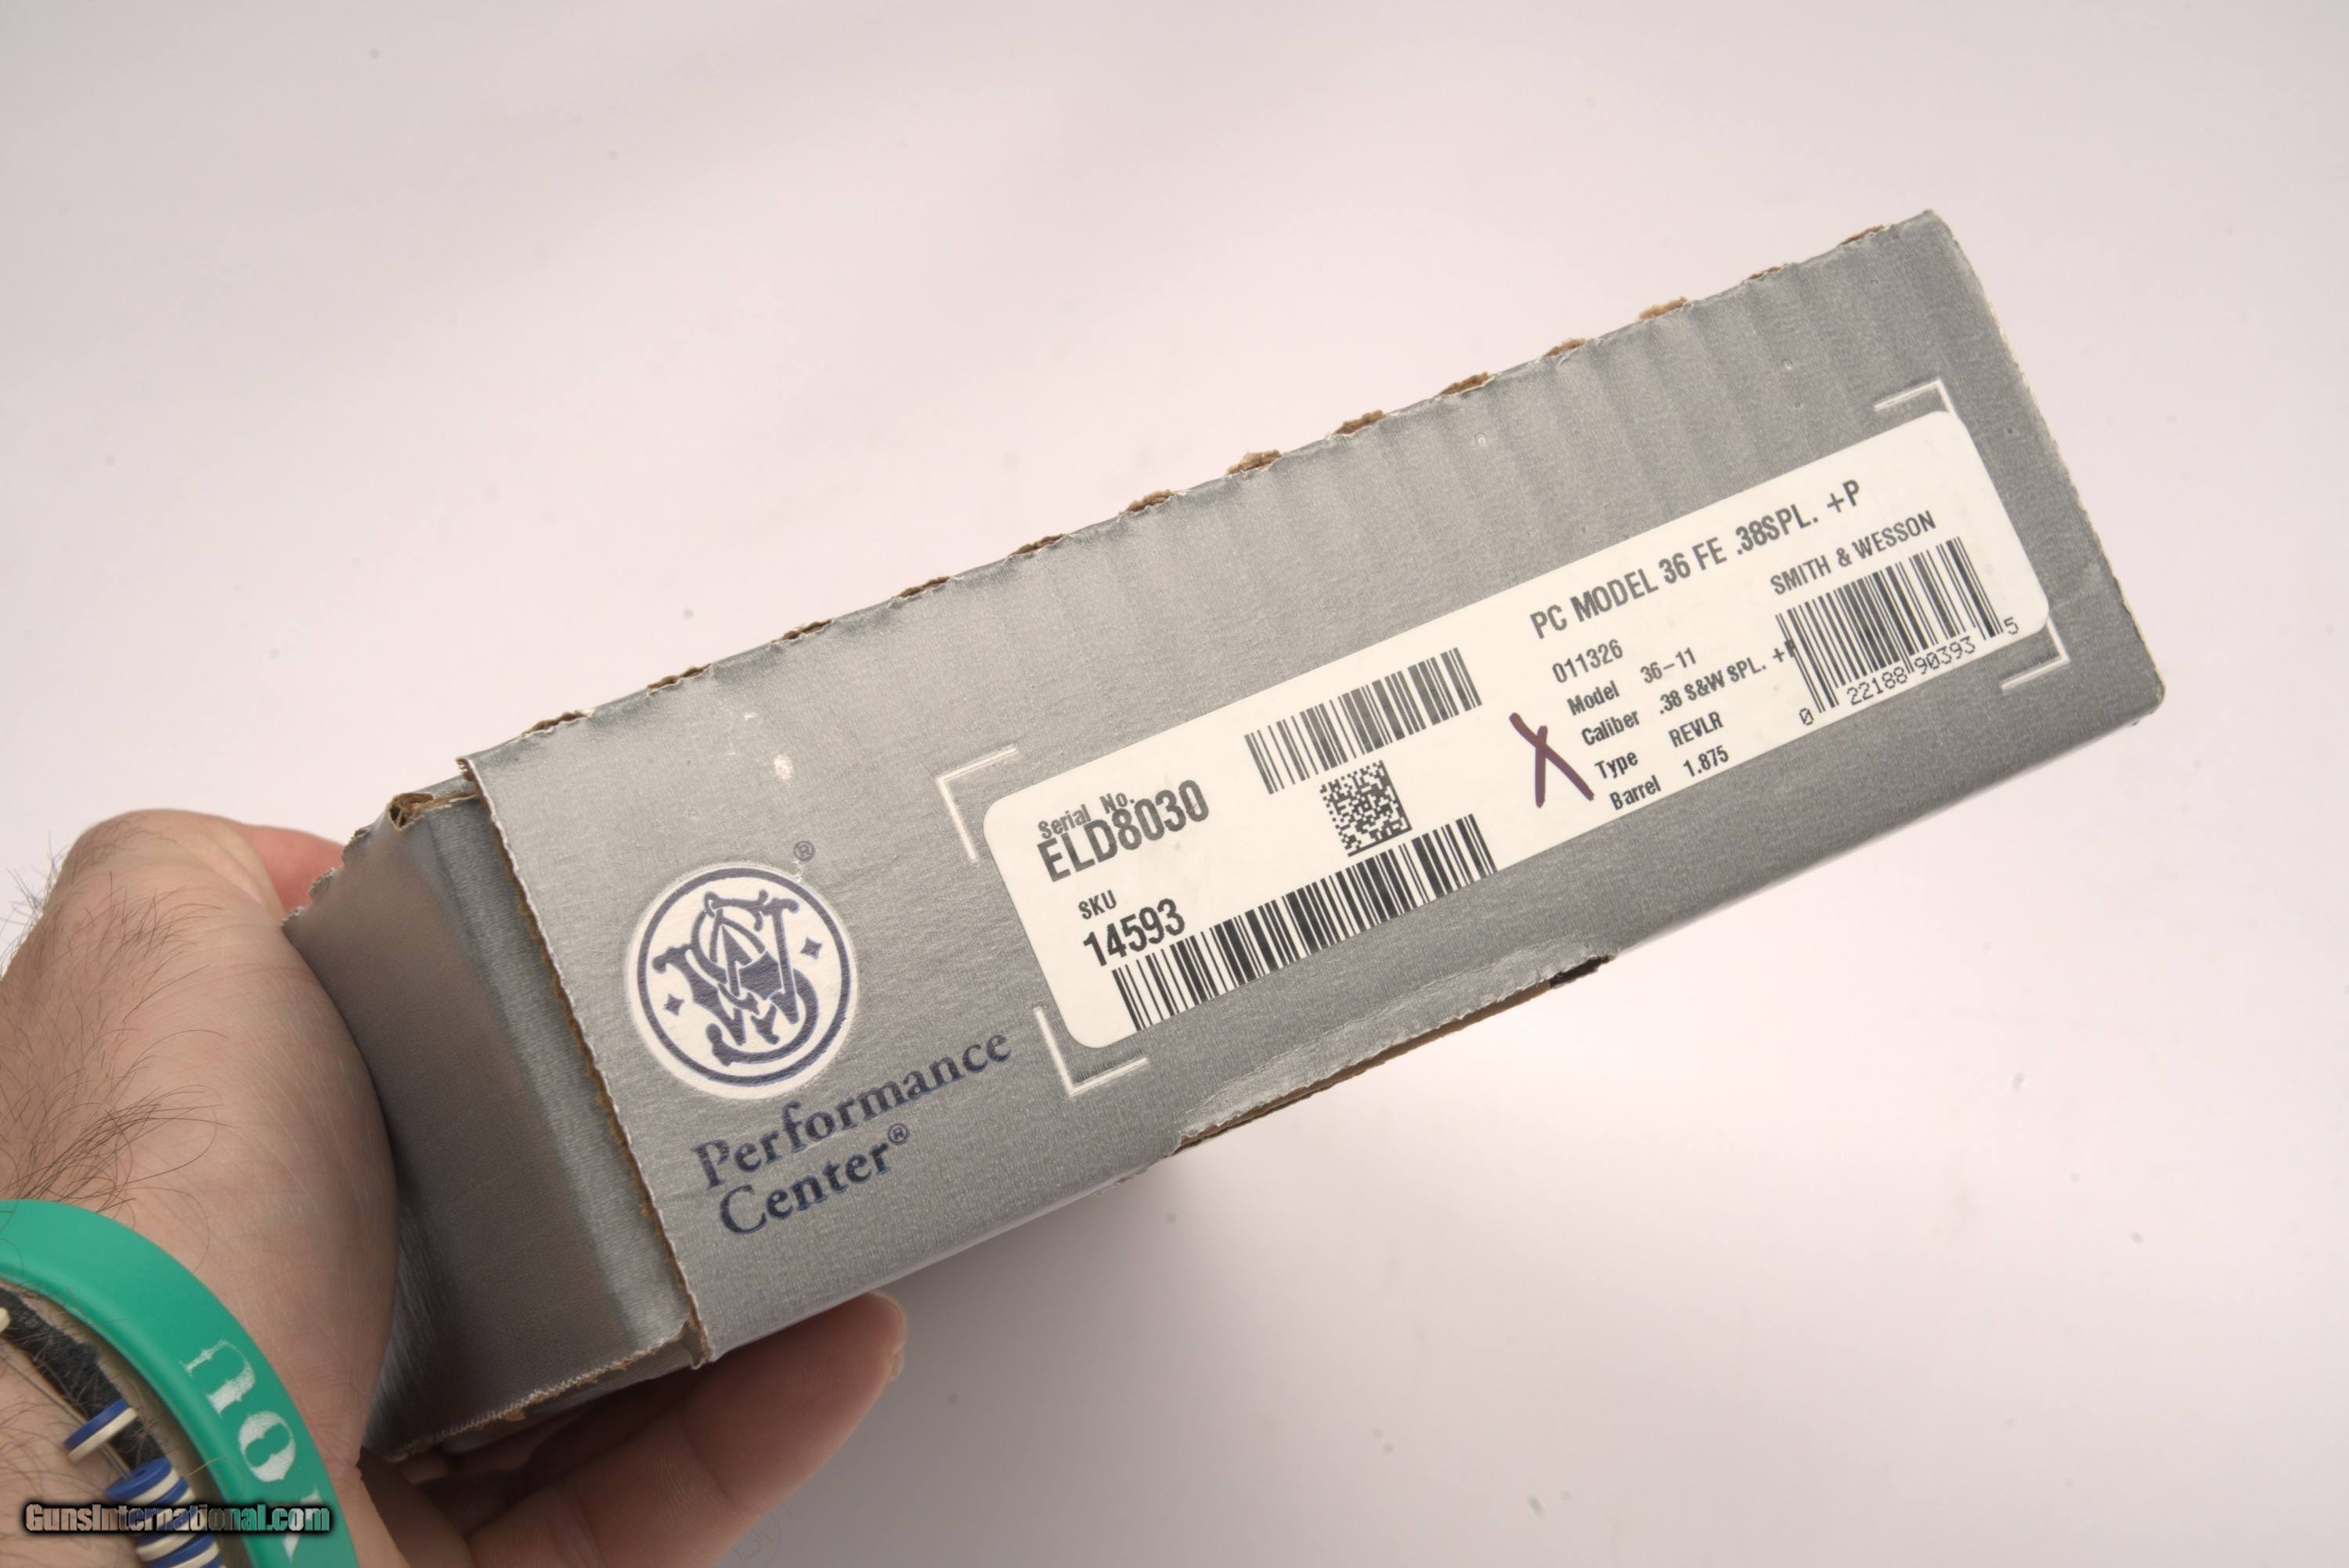 PC MODEL 36 FE .38SPL. +P
SMITH & WESSON
011326
Model 36-11
Caliber .38 S&W SPL. +P
Type REVLR
Barrel 1.875
0 22188 90393 5
X
Serial No.
ELD8030
SKU
14593
®
Performance
Center®
GunsInternational.com